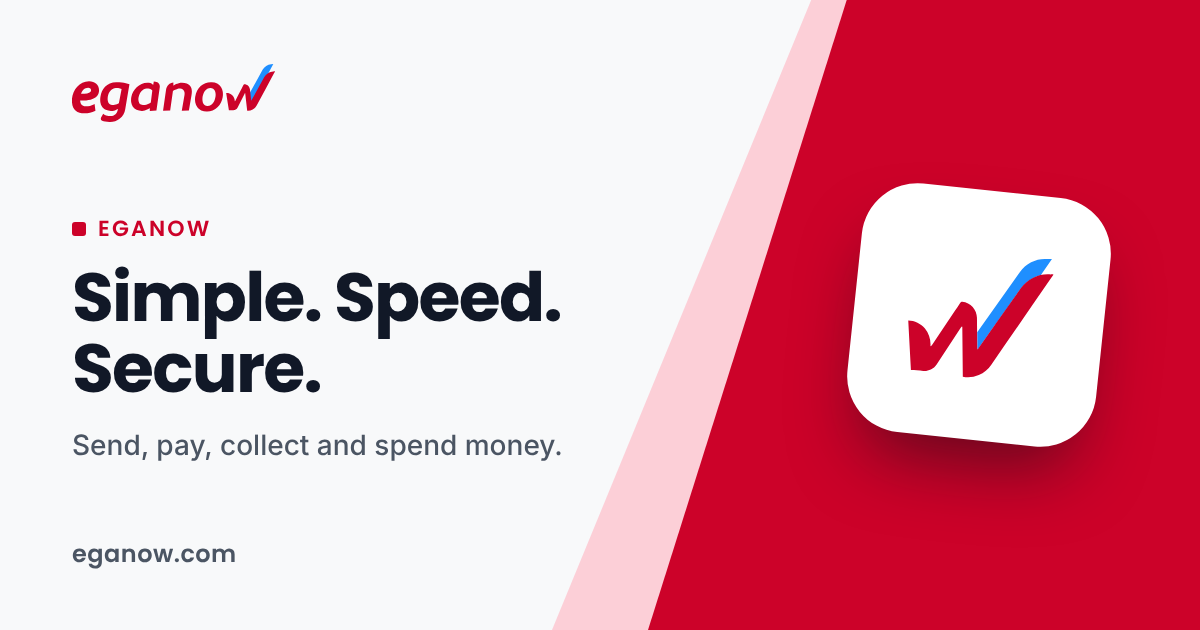 eganow
EGANOW
Simple. Speed.
Secure.
Send, pay, collect and spend money.
eganow.com